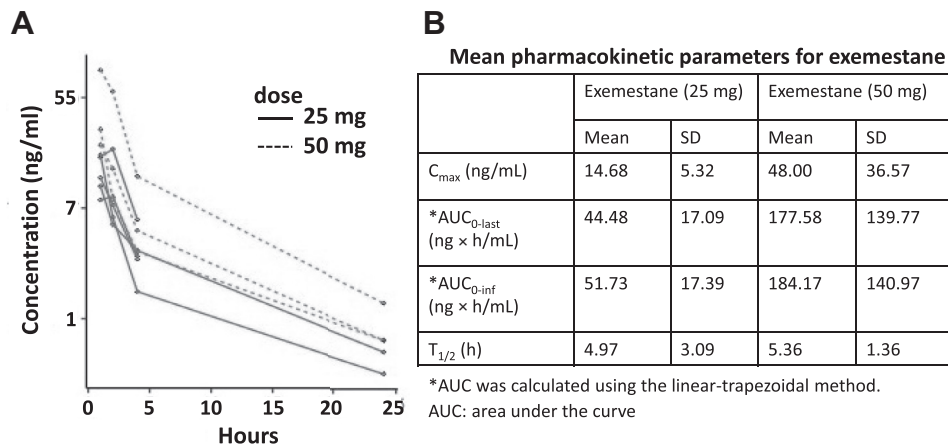 A
Concentration (ng/ml)
55
7
1
dose
25 mg
50 mg
0 5 10 15 20 25
Hours
B
Mean pharmacokinetic parameters for exemestane
Exemestane (25 mg) Exemestane (50 mg)
Mean SD Mean SD
Cmax (ng/mL) 14.68 5.32 48.00 36.57
*AUC0-last 44.48 17.09 177.58 139.77
(ng × h/mL)
*AUC0-inf 51.73 17.39 184.17 140.97
(ng × h/mL)
T1/2 (h) 4.97 3.09 5.36 1.36
*AUC was calculated using the linear-trapezoidal method.
AUC: area under the curve